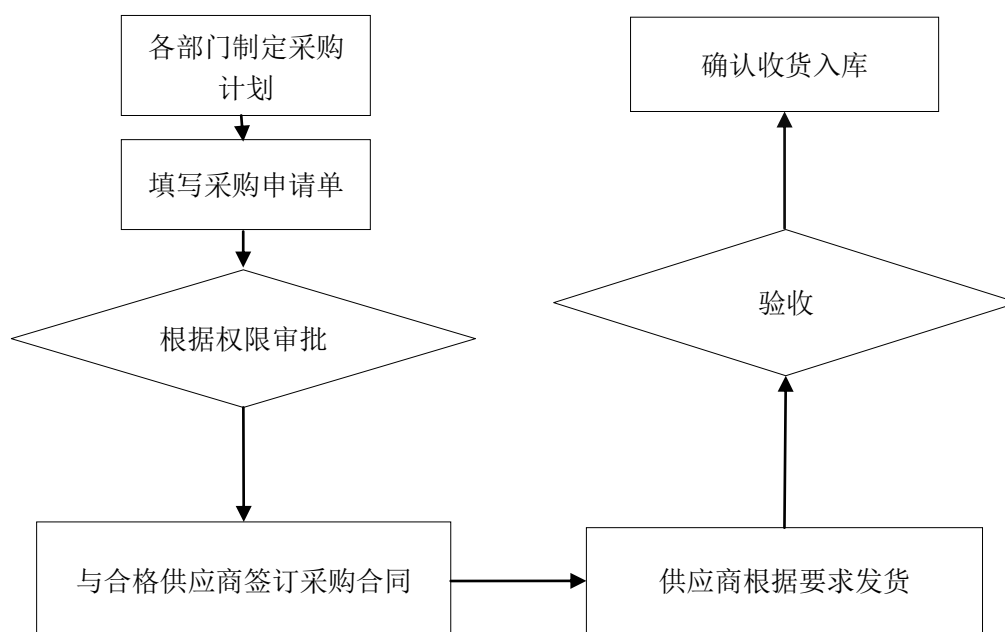 各部门制定采购
计划
填写采购申请单
根据权限审批
与合格供应商签订采购合同
供应商根据要求发货
验收
确认收货入库